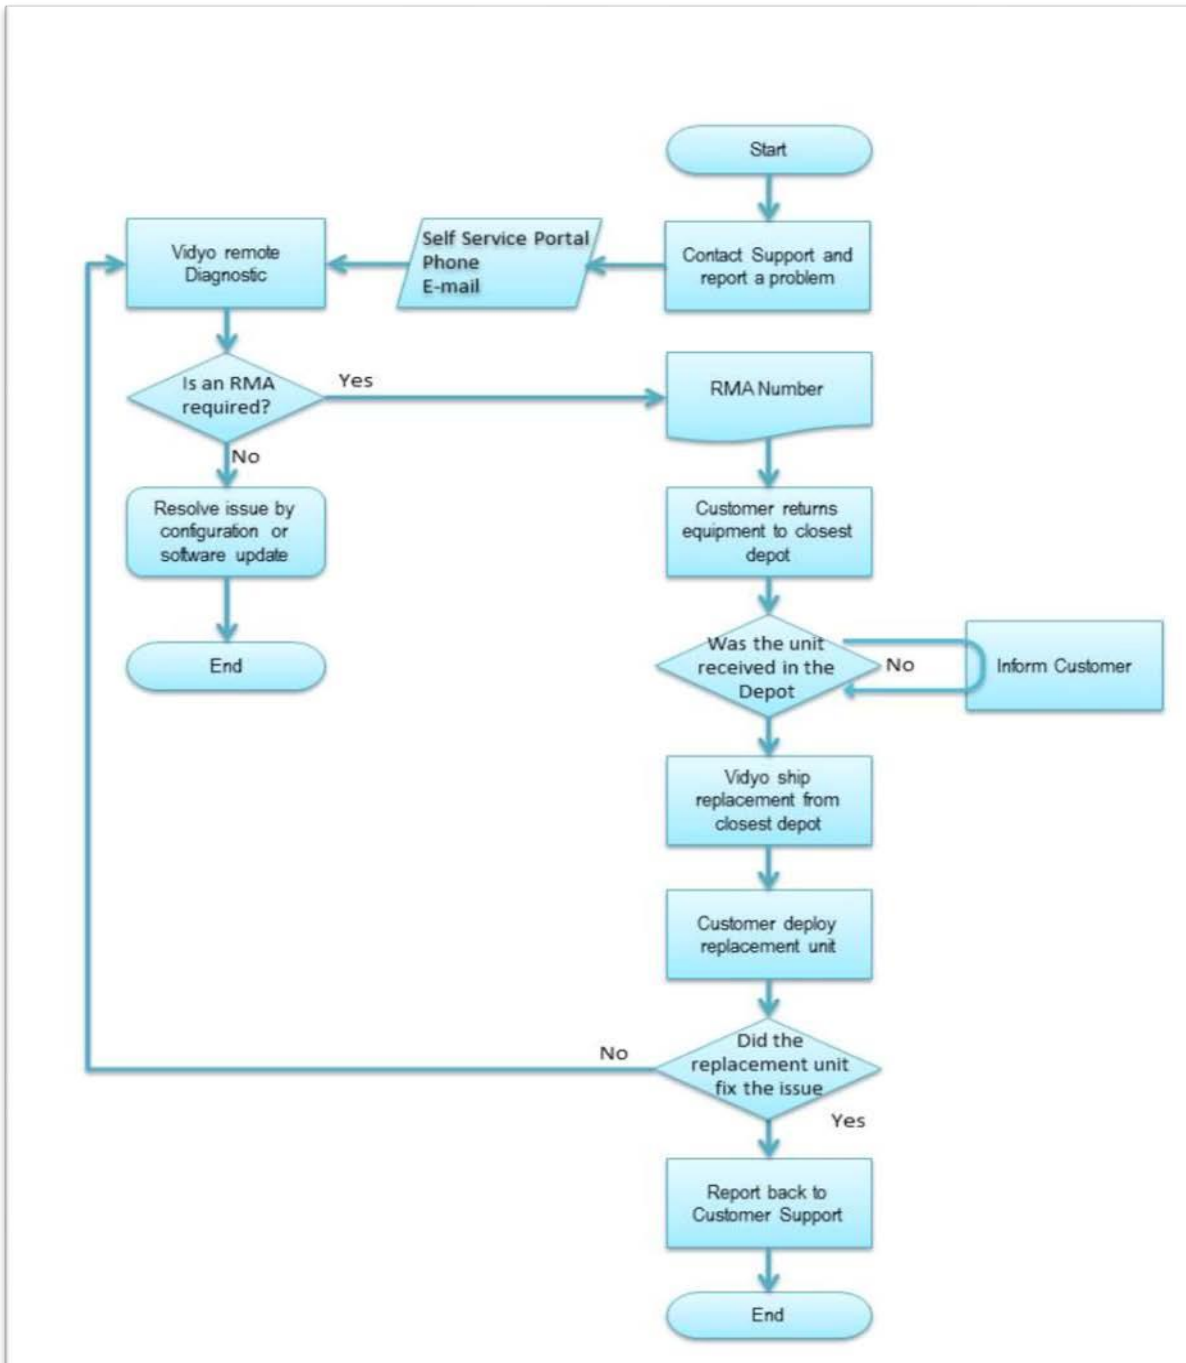 Start
Contact Support and
report a problem
Self Service Portal
Phone
E-mail
Vidyo remote
Diagnostic
Is an RMA
required?
Yes
No
Resolve issue by
configuration or
software update
End
RMA Number
Customer returns
equipment to closest
depot
Was the unit
received in the
Depot
No
Inform Customer
Vidyo ship
replacement from
closest depot
Customer deploy
replacement unit
Did the
replacement unit
fix the issue
No
Yes
Report back to
Customer Support
End